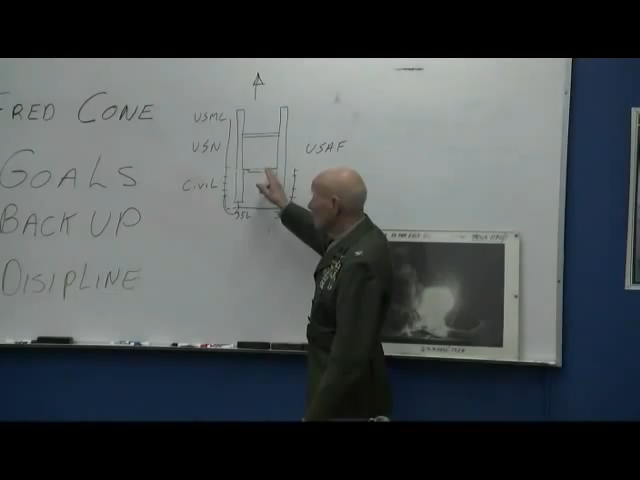 FRED CONE
GOALS
BACK UP
DISIPLINE
USMC
USN
CIVIL
USAF